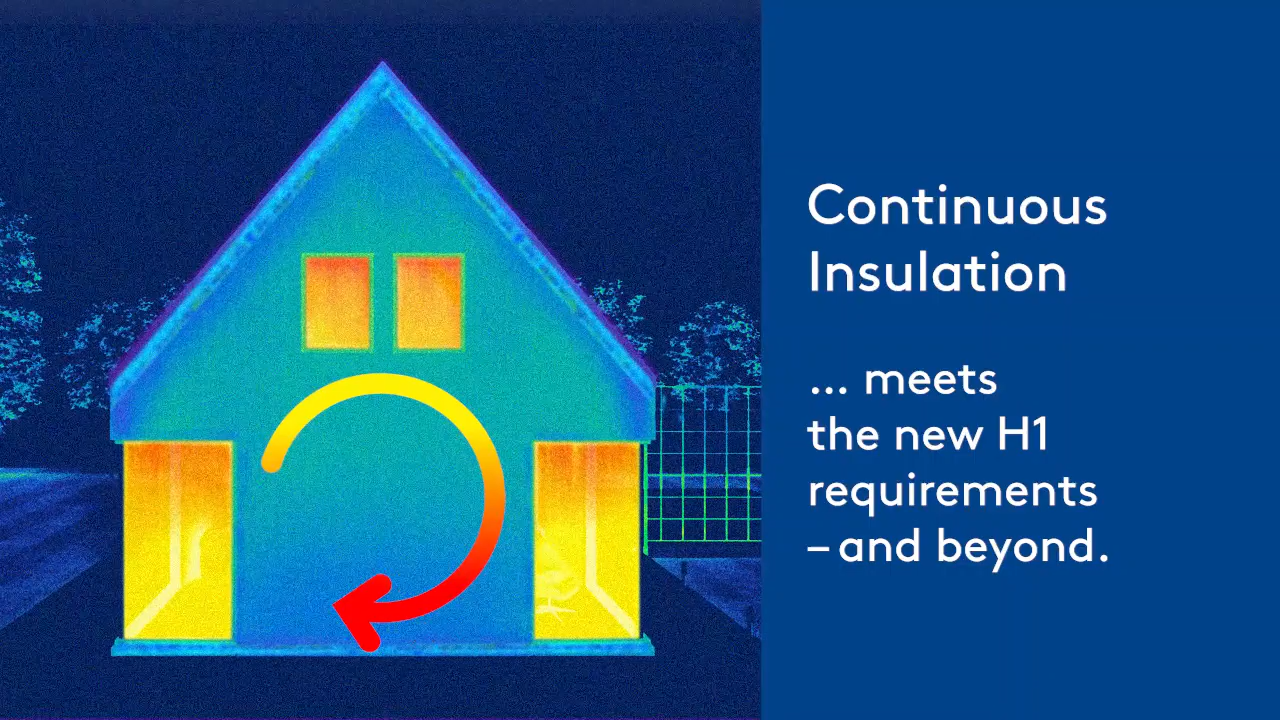 Continuous
Insulation
... meets
the new H1
requirements
– and beyond.